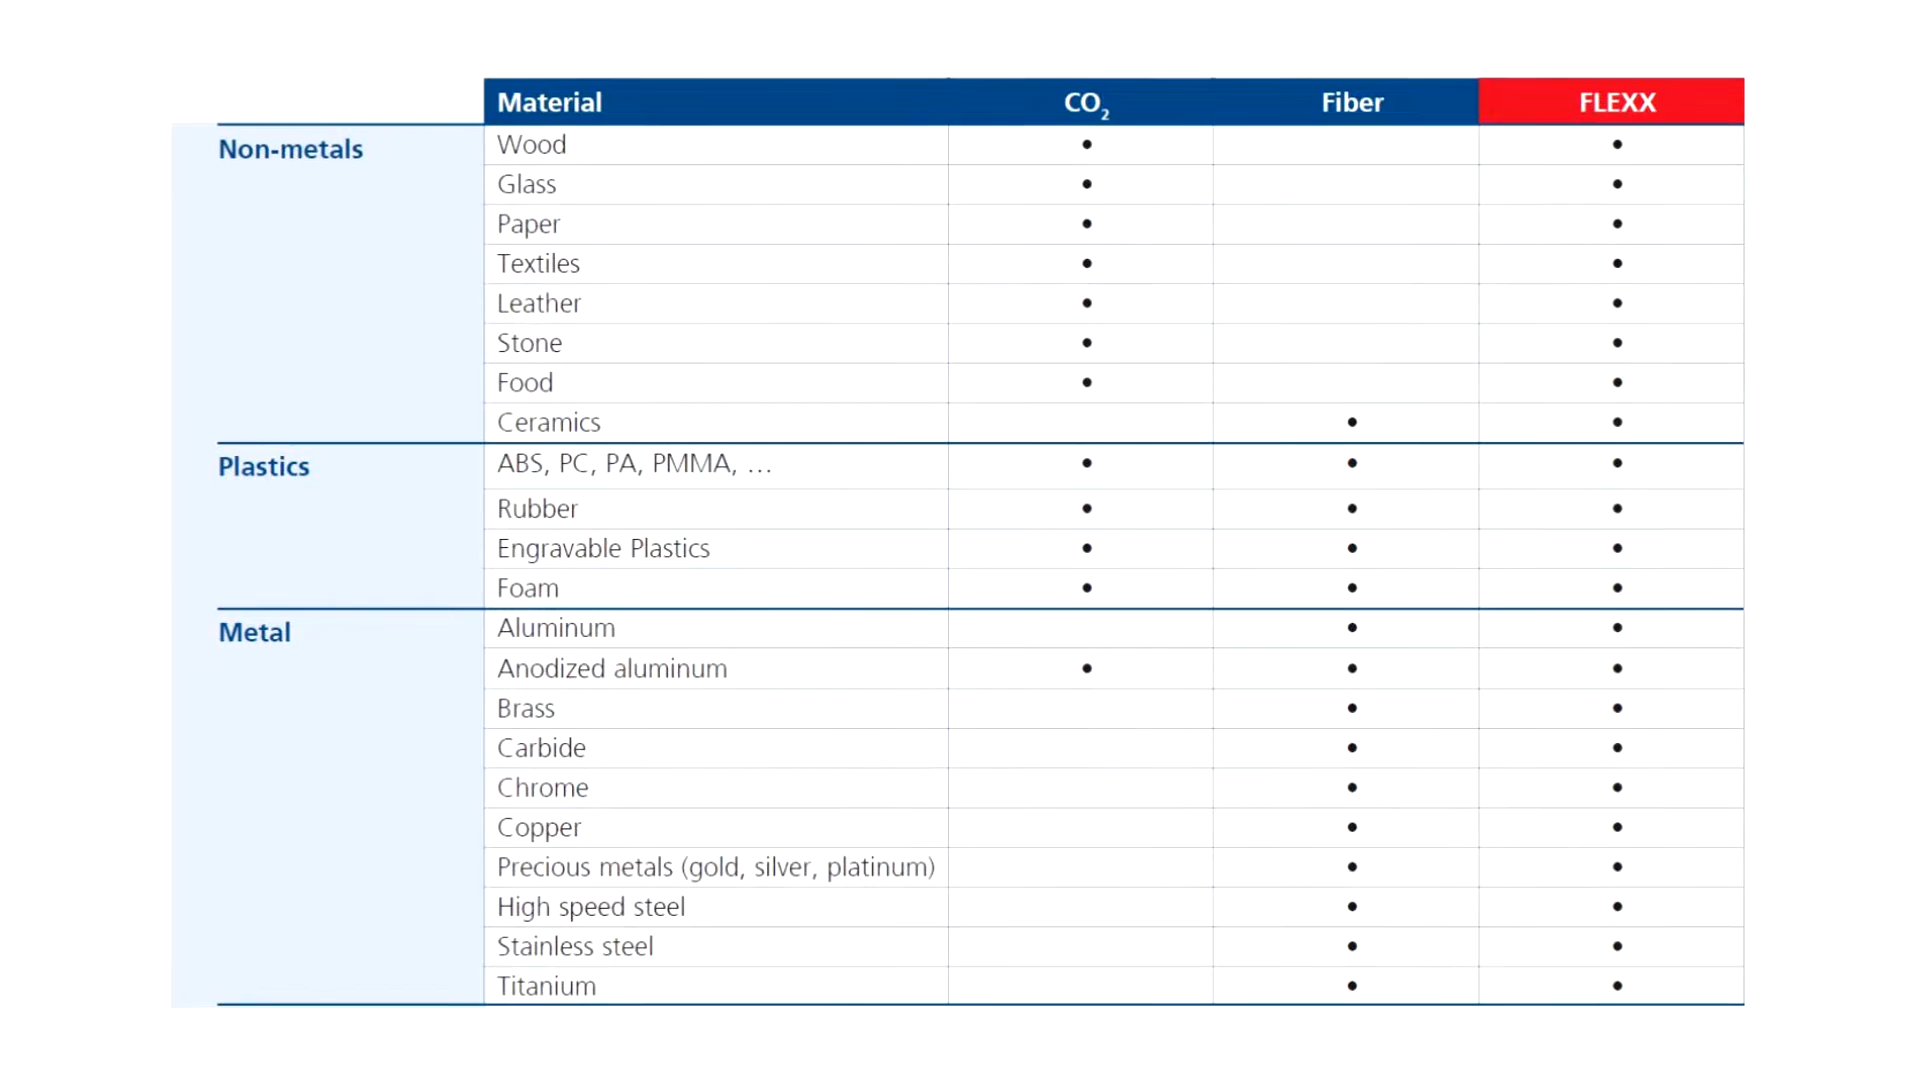 Material CO₂ Fiber FLEXX
Non-metals Wood • •
Glass • •
Paper • •
Textiles • •
Leather • •
Stone • •
Food • •
Ceramics • •
Plastics ABS, PC, PA, PMMA, ... • • •
Rubber • • •
Engravable Plastics • • •
Foam • • •
Metal Aluminum • •
Anodized aluminum • • •
Brass • •
Carbide • •
Chrome • •
Copper • •
Precious metals (gold, silver, platinum) • •
High speed steel • •
Stainless steel • •
Titanium • •